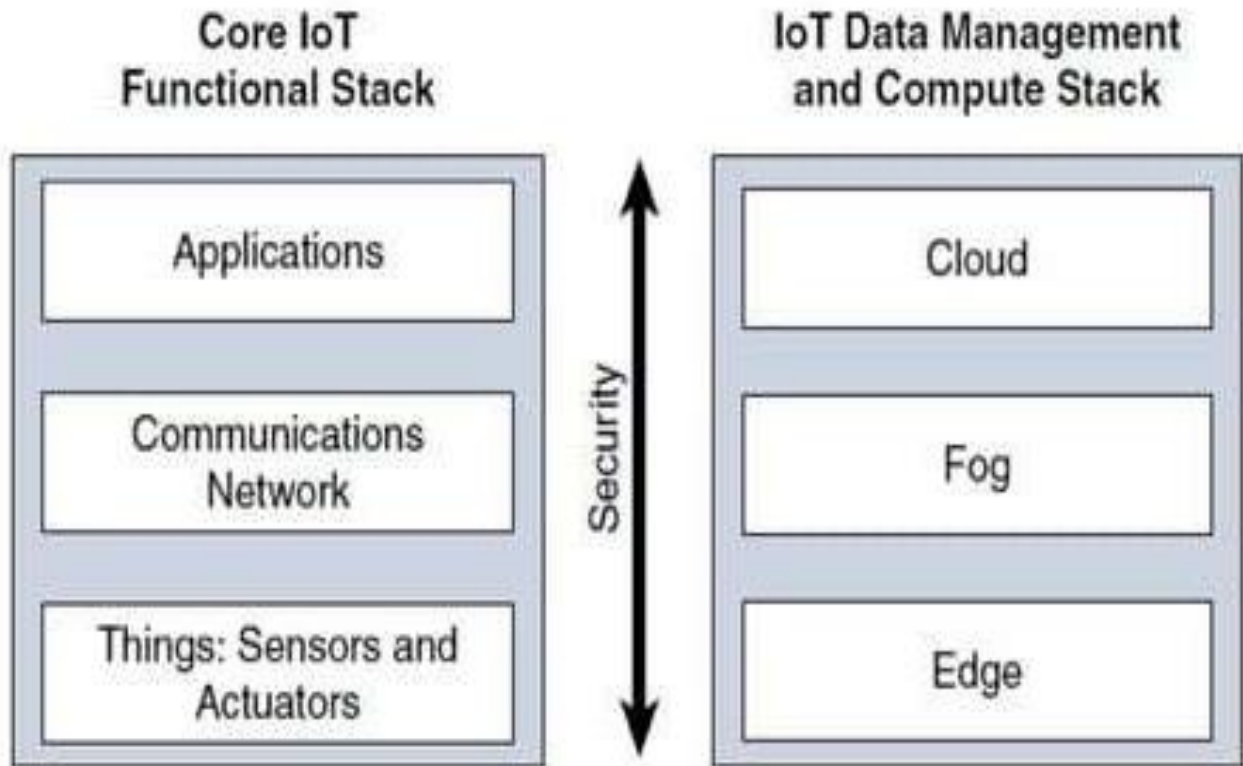 Core IoT
Functional Stack
Applications
Communications
Network
Things: Sensors and
Actuators
Security
IoT Data Management
and Compute Stack
Cloud
Fog
Edge